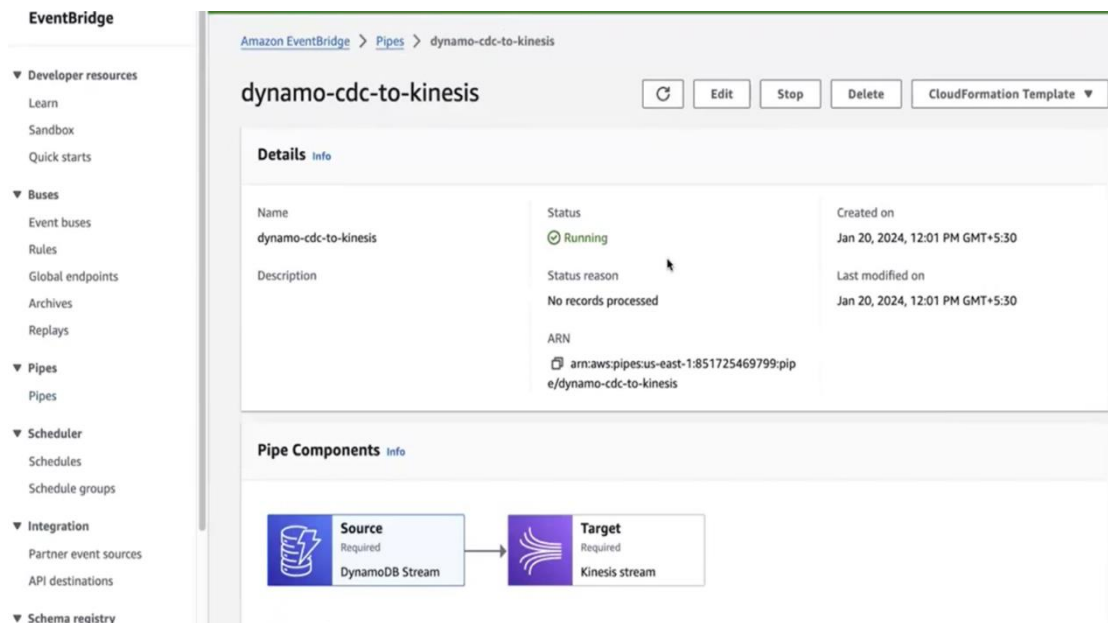 EventBridge
Developer resources
Learn
Sandbox
Quick starts
Buses
Event buses
Rules
Global endpoints
Archives
Replays
Pipes
Pipes
Scheduler
Schedules
Schedule groups
Integration
Partner event sources
API destinations
Schema registry
Amazon EventBridge > Pipes > dynamo-cdc-to-kinesis
dynamo-cdc-to-kinesis
Edit
Stop
Delete
CloudFormation Template
Details Info
Name
dynamo-cdc-to-kinesis
Description
Status
Running
Status reason
No records processed
ARN
arn:aws:pipes:us-east-1:851725469799:pip
e/dynamo-cdc-to-kinesis
Created on
Jan 20, 2024, 12:01 PM GMT+5:30
Last modified on
Jan 20, 2024, 12:01 PM GMT+5:30
Pipe Components Info
Source
Required
DynamoDB Stream
Target
Required
Kinesis stream